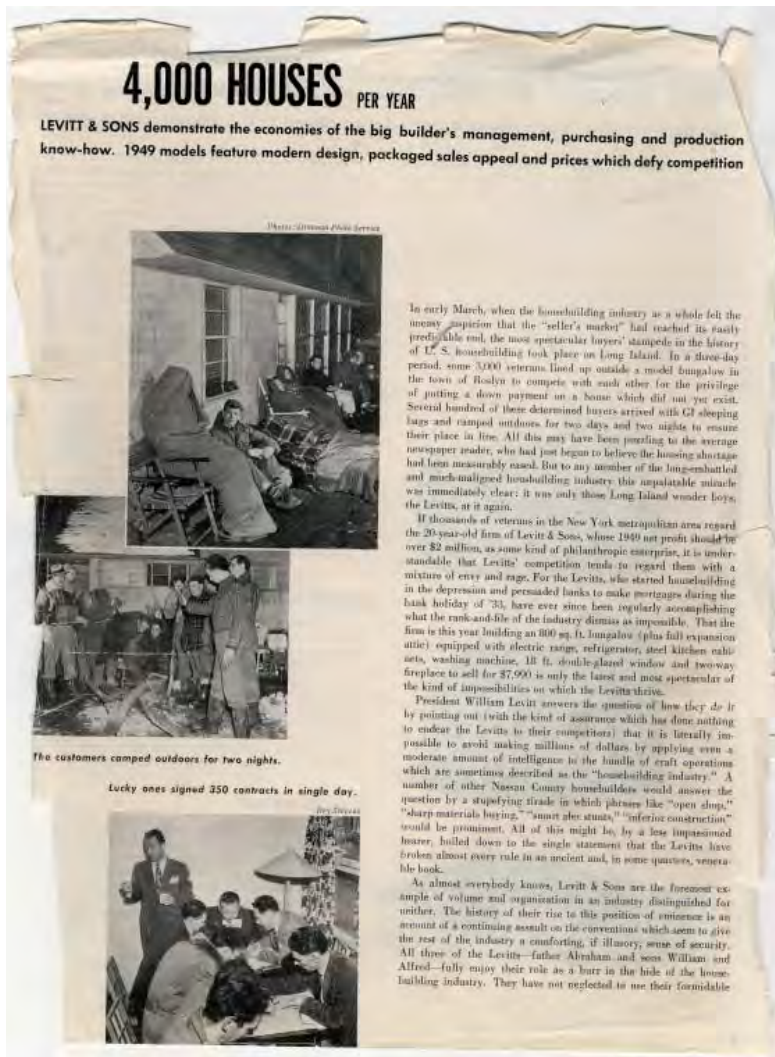 4,000 HOUSES PER YEAR
LEVITT & SONS demonstrate the economies of the big builder's management, purchasing and production
know-how. 1949 models feature modern design, packaged sales appeal and prices which defy competition
In early March, when the housebuilding industry as a whole felt the
uneasy suspicion that the "seller's market" had reached its easily
predictable end, the most spectacular buyers' stampede in the history
of U. S. housebuilding took place on Long Island. In a three-day
period, some 3,000 veterans lined up outside a model bungalow in
the town of Roslyn to compete with each other for the privilege
of putting a down payment on a house which did not yet exist.
Several hundred of these determined buyers arrived with GI sleeping
bags and camped outdoors for two days and two nights to ensure
their place in line. All this may have been puzzling to the average
newspaper reader, who had just begun to believe the housing shortage
had been measurably eased. But to any member of the long-embattled
and much-maligned housbuilding industry this unpalatable miracle
was immediately clear: it was only those Long Island wonder boys,
the Levitts, at it again.
If thousands of veterans in the New York metropolitan area regard
the 20-year-old firm of Levitt & Sons, whose 1949 net profit should be
over $2 million, as some kind of philanthropic enterprise, it is under-
standable that Levitts' competition tends to regard them with a
mixture of envy and rage. For the Levitts, who started housebuilding
in the depression and persuaded banks to make mortgages during the
bank holiday of '33, have ever since been regularly accomplishing
what the rank-and-file of the industry dismiss as impossible. That the
firm is this year building an 800 sq. ft. bungalow (plus full expansion
attic) equipped with electric range, refrigerator, steel kitchen cabi-
nets, washing machine, 18 ft. double-glazed window and two-way
fireplace to sell for $7,990 is only the latest and most spectacular of
the kind of impossibilities on which the Levitts thrive.
President William Levitt answers the question of how they do it
by pointing out (with the kind of assurance which has done nothing
to endear the Levitts to their competitors) that it is literally im-
possible to avoid making millions of dollars by applying even a
moderate amount of intelligence to the bundle of craft operations
which are sometimes described as the "housebuilding industry." A
number of other Nassau County housebuilders would answer the
question by a stupefying tirade in which phrases like "open shop,"
"sharp materials buying," "smart alec stunts," "inferior construction"
would be prominent. All of this might be, by a less impassioned
hearer, boiled down to the single statement that the Levitts have
broken almost every rule in an ancient and, in some quarters, venera-
ble book.
As almost everybody knows, Levitt & Sons are the foremost ex-
ample of volume and organization in an industry distinguished for
neither. The history of their rise to this position of eminence is an
account of a continuing assault on the conventions which seem to give
the rest of the industry a comforting, if illusory, sense of security.
All three of the Levitts—father Abraham and sons William and
Alfred—fully enjoy their role as a burr in the hide of the house-
building industry. They have not neglected to use their formidable
The customers camped outdoors for two nights.
Lucky ones signed 350 contracts in single day.